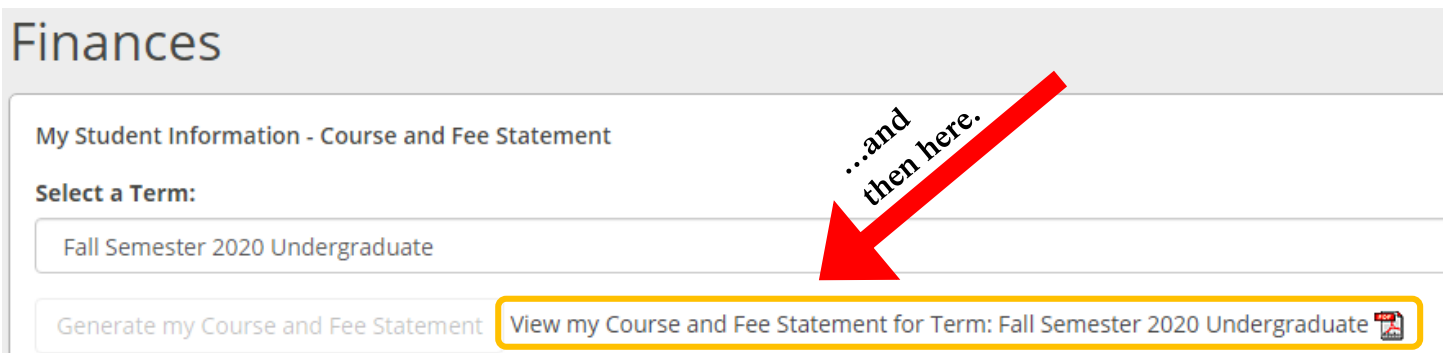 Finances
My Student Information - Course and Fee Statement
...and
then here.
Select a Term:
Fall Semester 2020 Undergraduate
Generate my Course and Fee Statement
View my Course and Fee Statement for Term: Fall Semester 2020 Undergraduate
PDF